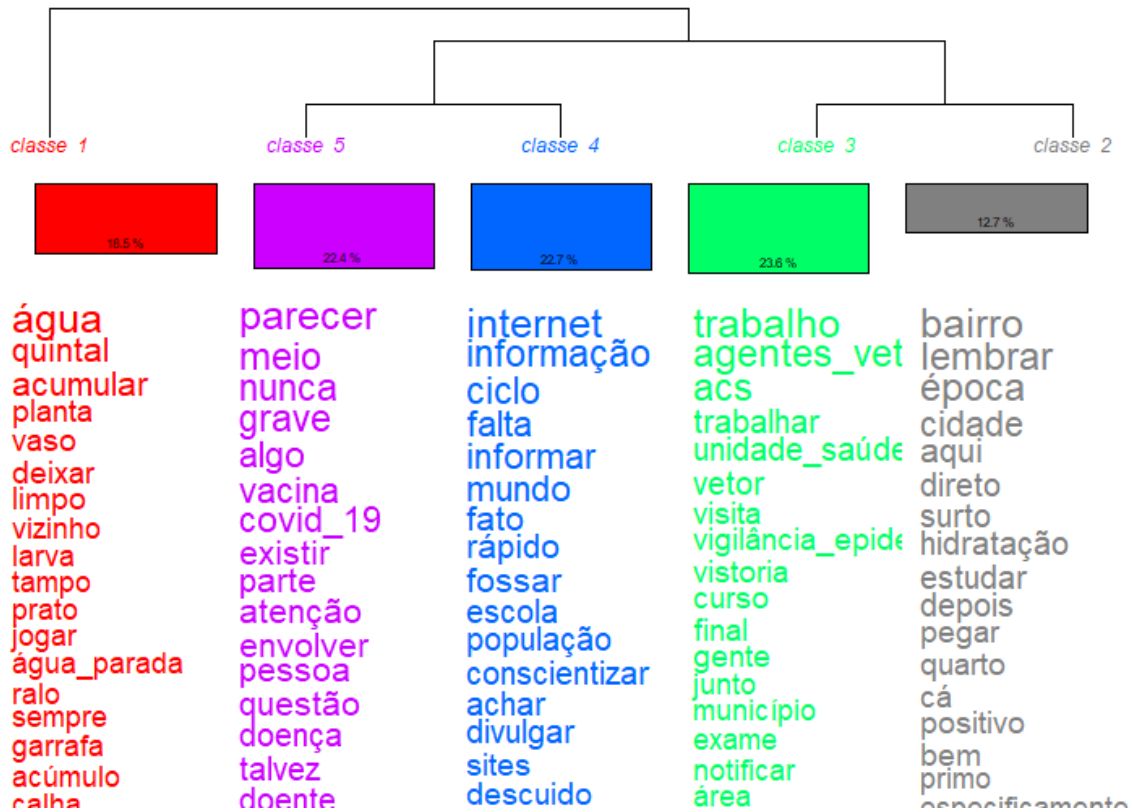 classe 1
classe 5
classe 4
classe 3
classe 2
18.5 %
22.4 %
22.7 %
23.6 %
12.7 %
água
quintal
acumular
planta
vaso
deixar
limpo
vizinho
larva
tampo
prato
jogar
água_parada
ralo
sempre
garrafa
acúmulo
calha
parecer
meio
nunca
grave
algo
vacina
covid_19
existir
parte
atenção
envolver
pessoa
questão
doença
talvez
doente
internet
informação
ciclo
falta
informar
mundo
fato
rápido
fossar
escola
população
conscientizar
achar
divulgar
sites
descuido
trabalho
agentes_vet
acs
trabalhar
unidade_saúde
vetor
visita
vigilância_epide
vistoria
curso
final
gente
junto
município
exame
notificar
área
bairro
lembrar
época
cidade
aqui
direto
surto
hidratação
estudar
depois
pegar
quarto
cá
positivo
bem
primo
especificamente